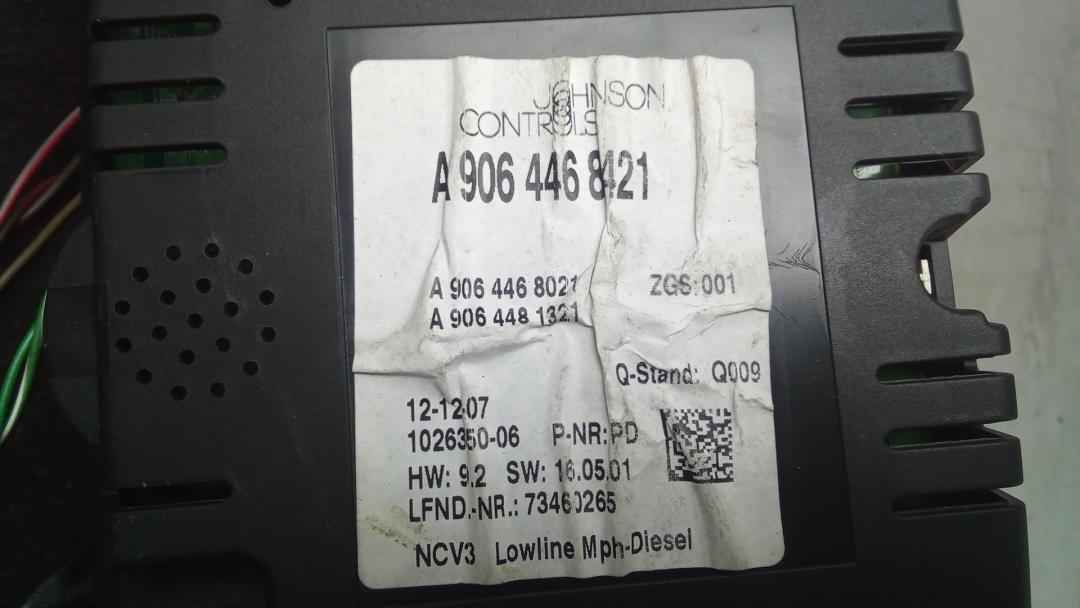 JOHNSON
CONTROLS
A 906 446 8421
A 906 446 8021 ZGS: 001
A 906 448 1321
Q-Stand: Q009
12-12-07
1026350-06 P-NR: PD
HW: 9.2 SW: 16.05.01
LFND.-NR.: 73460265
NCV3 Lowline Mph-Diesel